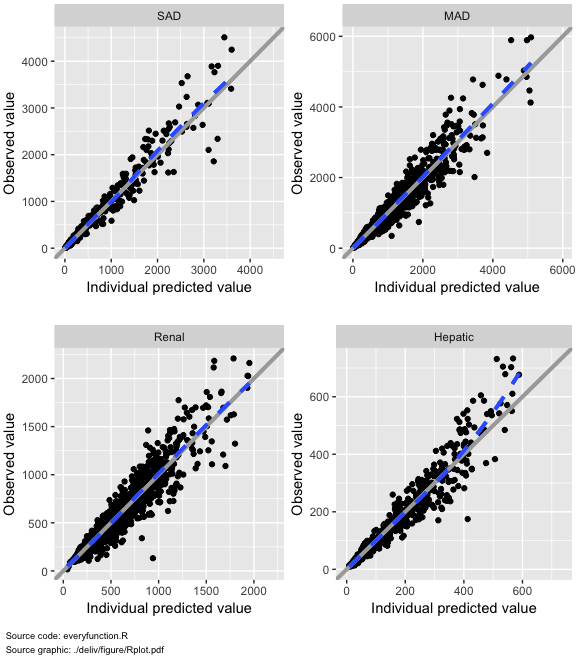 SAD
Observed value
4000
3000
2000
1000
0
0 1000 2000 3000 4000
Individual predicted value
MAD
Observed value
6000
4000
2000
0
0 2000 4000 6000
Individual predicted value
Renal
Observed value
2000
1500
1000
500
0
0 500 1000 1500 2000
Individual predicted value
Hepatic
Observed value
600
400
200
0
0 200 400 600
Individual predicted value
Source code: everyfunction.R
Source graphic: ./deliv/figure/Rplot.pdf